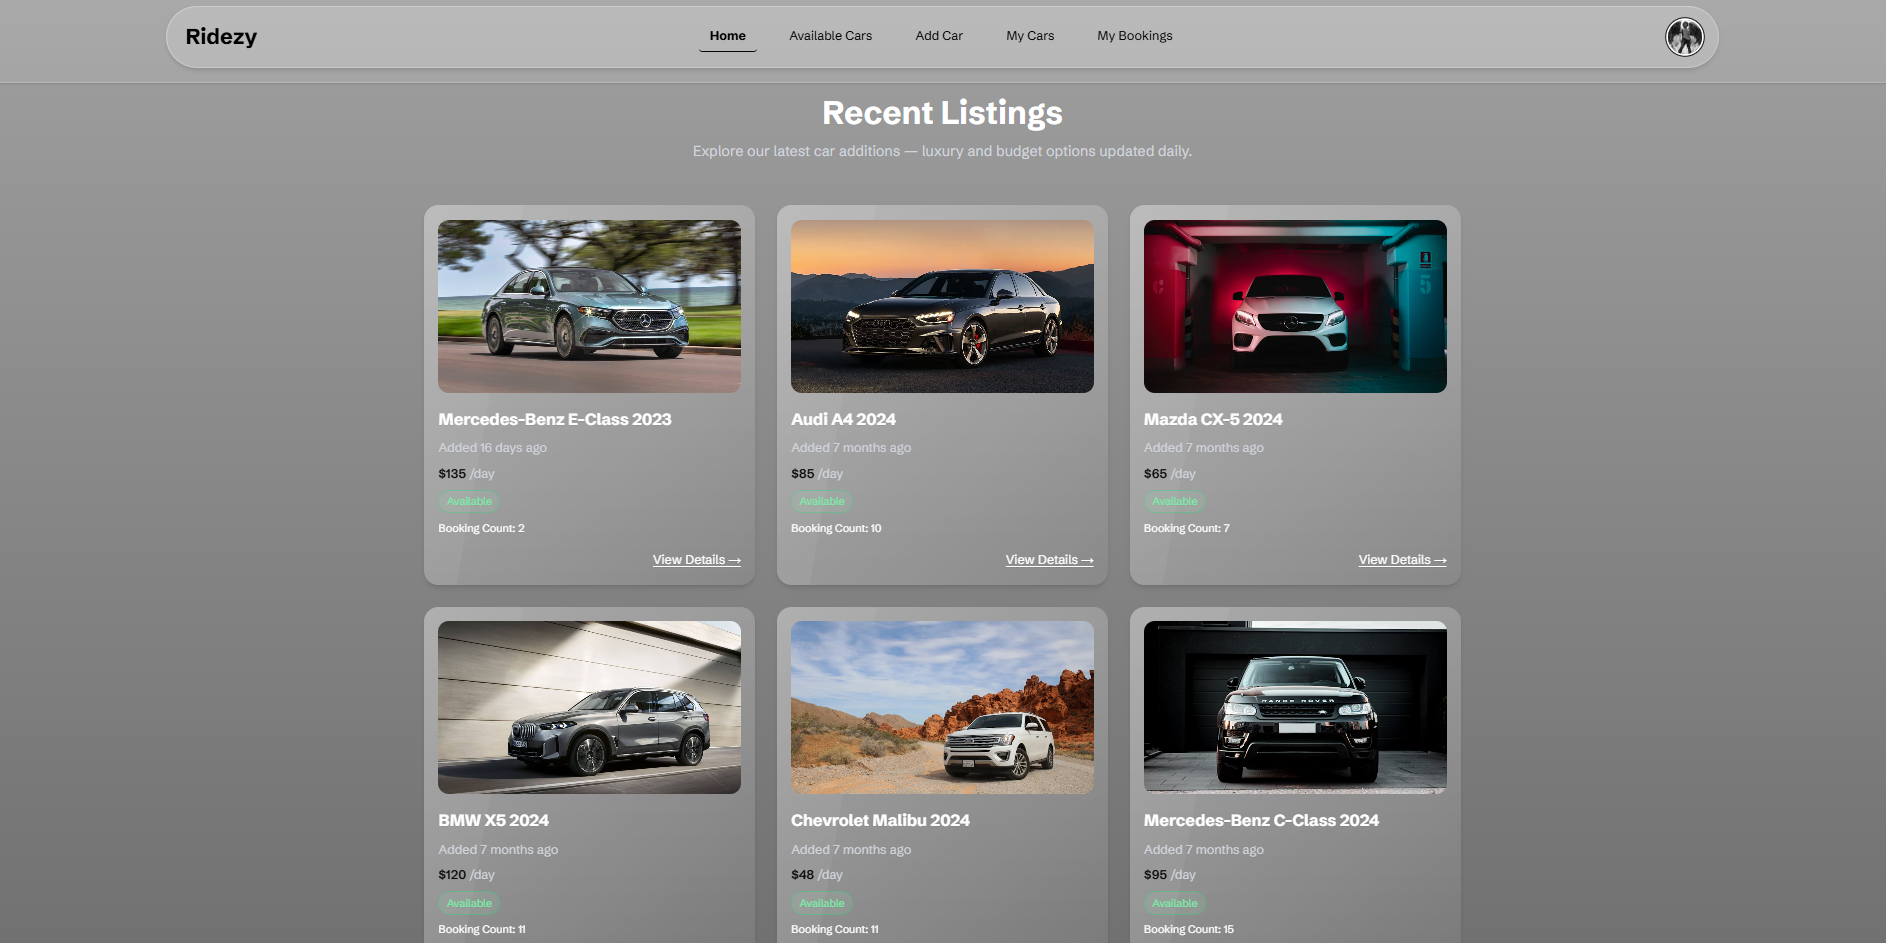 Ridezy
Home
Available Cars
Add Car
My Cars
My Bookings
Recent Listings
Explore our latest car additions — luxury and budget options updated daily.
Mercedes-Benz E-Class 2023
Added 16 days ago
$135 /day
Available
Booking Count: 2
View Details →
Audi A4 2024
Added 7 months ago
$85 /day
Available
Booking Count: 10
View Details →
5
Mazda CX-5 2024
Added 7 months ago
$65 /day
Available
Booking Count: 7
View Details →
BMW X5 2024
Added 7 months ago
$120 /day
Available
Booking Count: 11
Chevrolet Malibu 2024
Added 7 months ago
$48 /day
Available
Booking Count: 11
RANGE ROVER
Mercedes-Benz C-Class 2024
Added 7 months ago
$95 /day
Available
Booking Count: 15